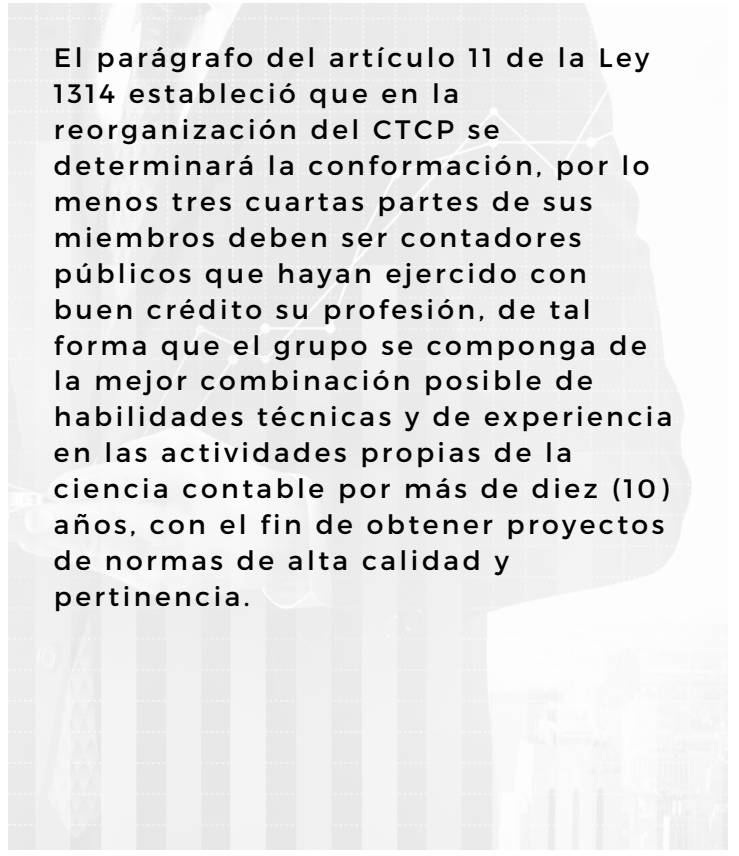 El parágrafo del artículo 11 de la Ley
1314 estableció que en la
reorganización del CTCP se
determinará la conformación, por lo
menos tres cuartas partes de sus
miembros deben ser contadores
públicos que hayan ejercido con
buen crédito su profesión, de tal
forma que el grupo se componga de
la mejor combinación posible de
habilidades técnicas y de experiencia
en las actividades propias de la
ciencia contable por más de diez (10)
años, con el fin de obtener proyectos
de normas de alta calidad y
pertinencia.